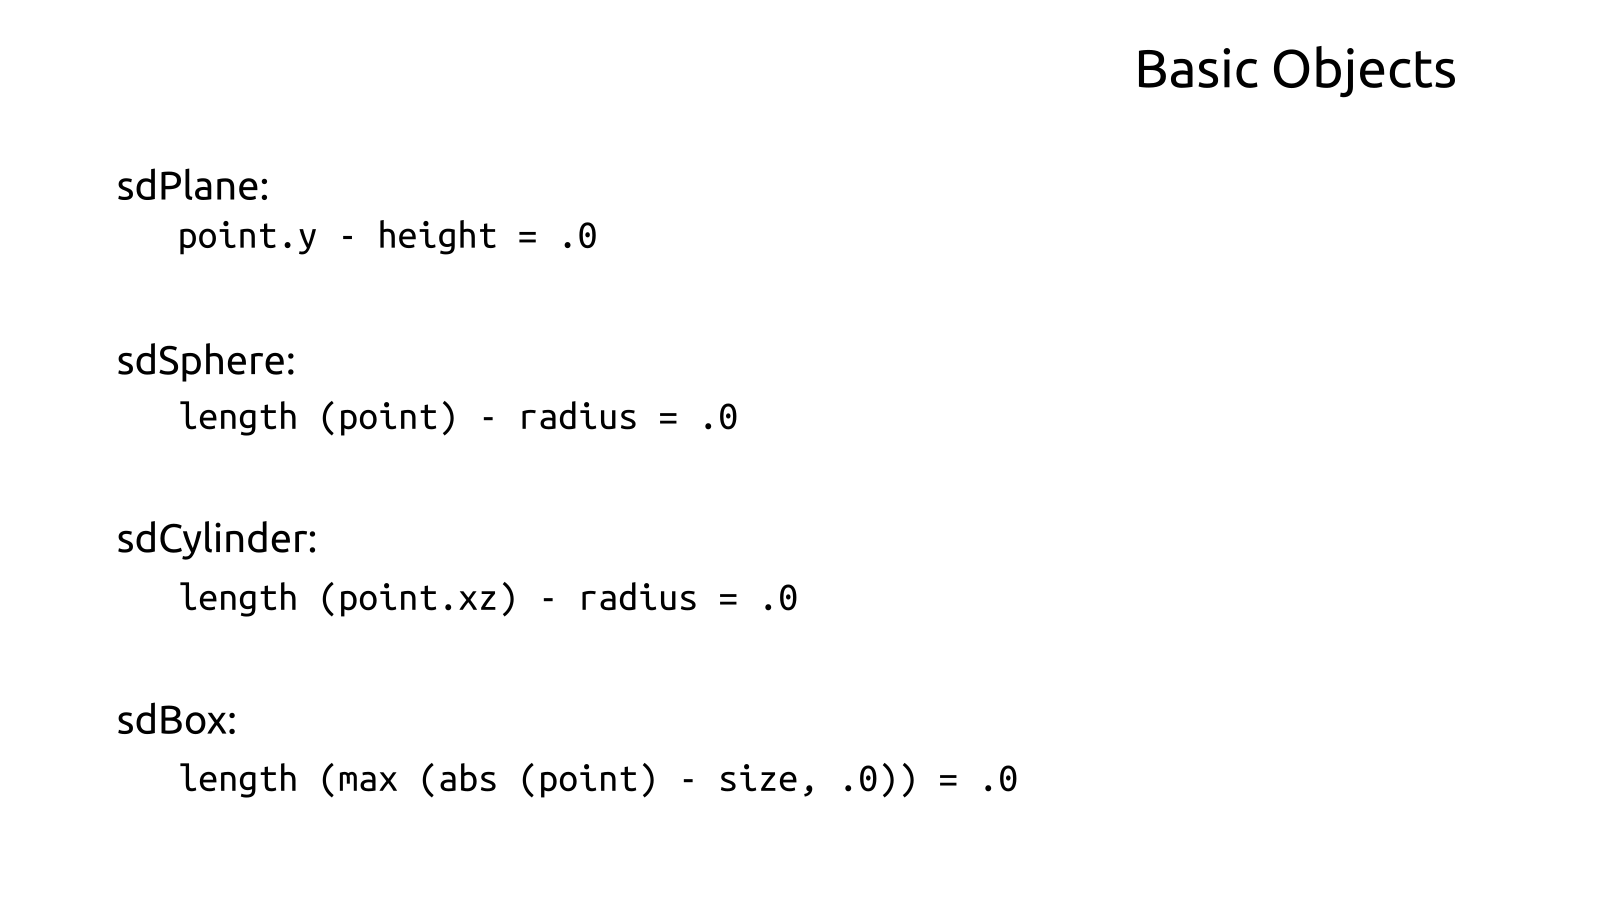 Basic Objects
sdPlane:
point.y - height = .0
sdSphere:
length (point) - radius = .0
sdCylinder:
length (point.xz) - radius = .0
sdBox:
length (max (abs (point) - size, .0)) = .0